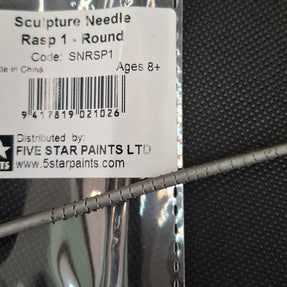 Sculpture Needle
Rasp 1 - Round
Code: SNRSP1
de in China
Ages 8+
9 417819 021026
Distributed by:
FIVE STAR PAINTS LTD
www.5starpaints.com